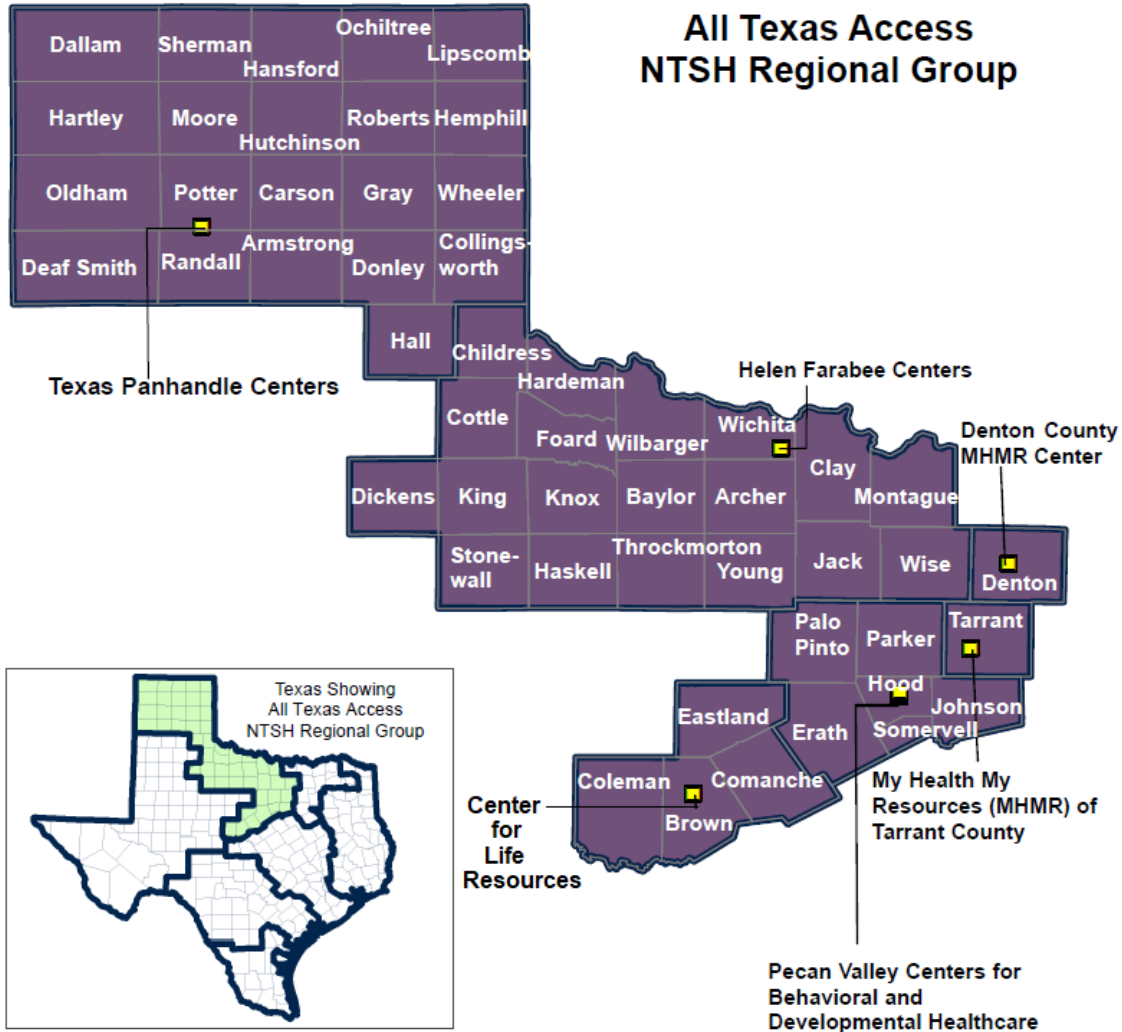 All Texas Access
NTSH Regional Group
Ochiltree
Dallam
Sherman
Lipscomb
Hansford
Hartley
Moore
Roberts
Hemphill
Hutchinson
Oldham
Potter
Carson
Gray
Wheeler
Armstrong
Collings-
worth
Deaf Smith
Randall
Donley
Hall
Childress
Texas Panhandle Centers
Hardeman
Helen Farabee Centers
Cottle
Foard
Wilbarger
Wichita
Denton County
MHMR Center
Clay
Dickens
King
Knox
Baylor
Archer
Montague
Stone-
wall
Haskell
Throckmorton
Young
Jack
Wise
Denton
Palo
Pinto
Parker
Tarrant
Hood
Johnson
Somervell
Erath
Eastland
Coleman
Comanche
Brown
Texas Showing
All Texas Access
NTSH Regional Group
Center
for
Life
Resources
My Health My
Resources (MHMR) of
Tarrant County
Pecan Valley Centers for
Behavioral and
Developmental Healthcare